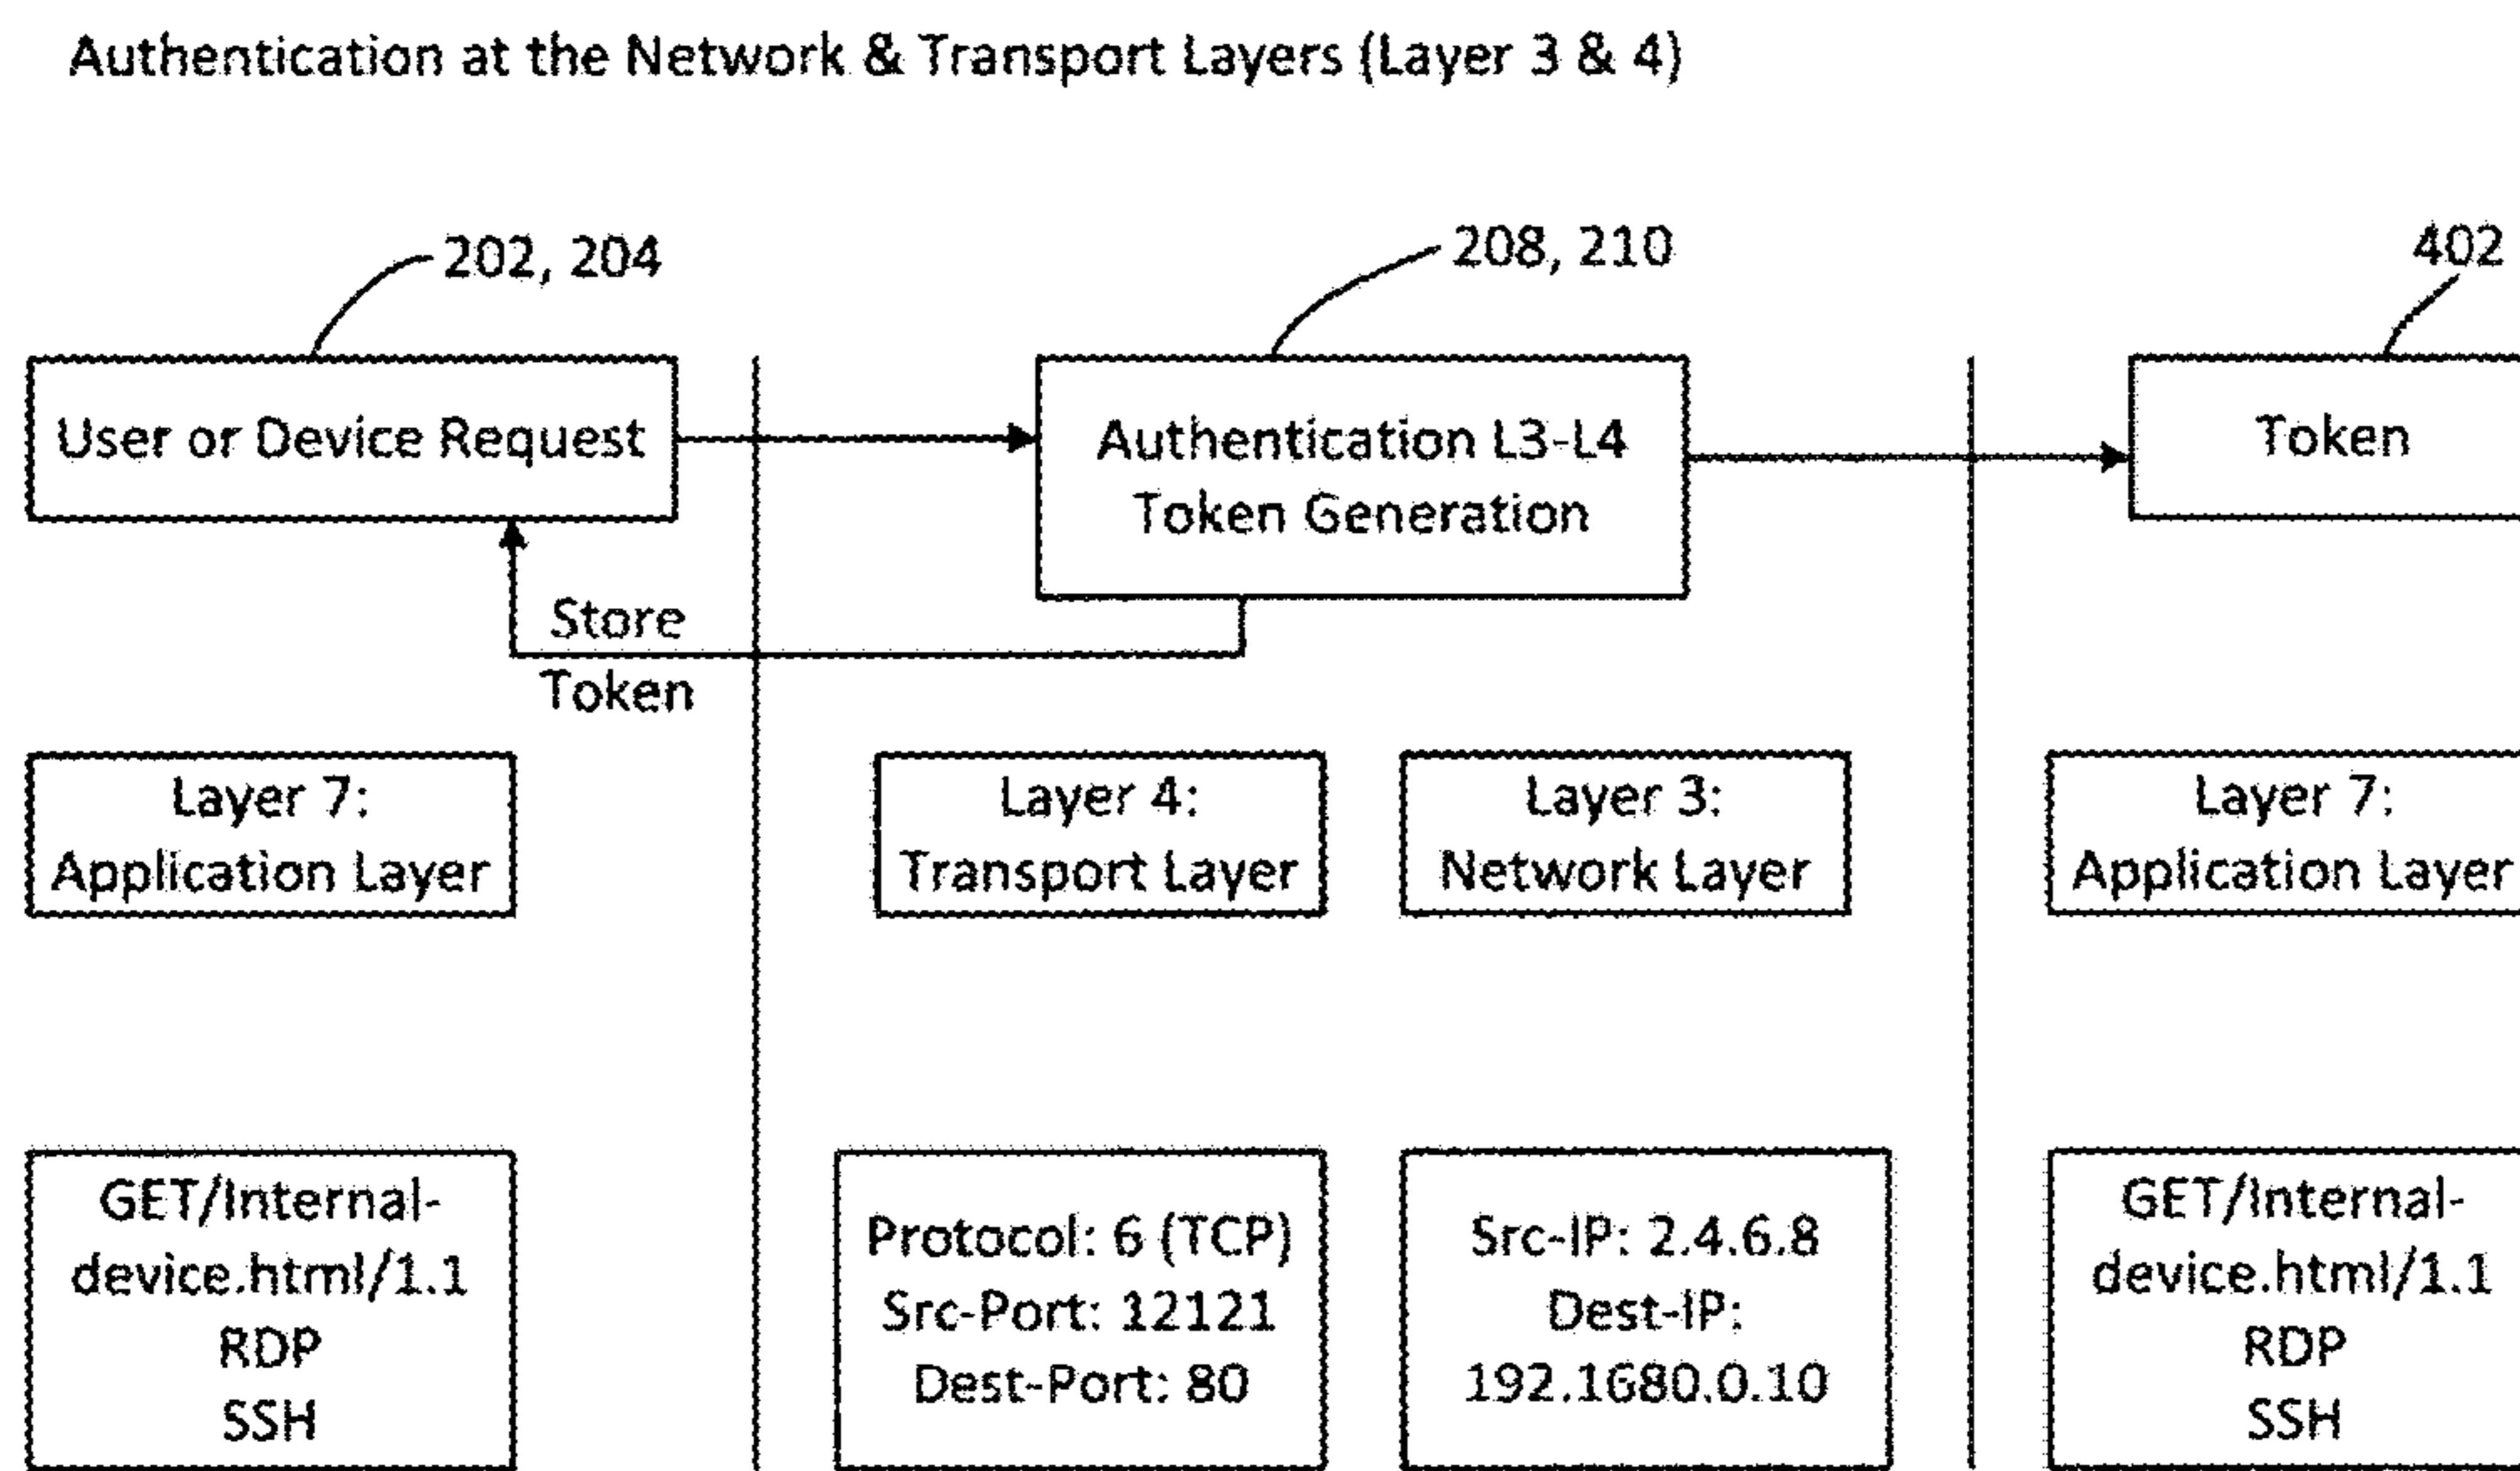 Authentication at the Network & Transport Layers (Layer 3 & 4)
202, 204
208, 210
402
User or Device Request
Authentication L3-L4
Token Generation
Token
Store
Token
Layer 7:
Application Layer
Layer 4:
Transport Layer
Layer 3:
Network Layer
Layer 7:
Application Layer
GET/Internal-
device.html/1.1
RDP
SSH
Protocol: 6 (TCP)
Src-Port: 12121
Dest-Port: 80
Src-IP: 2.4.6.8
Dest-IP:
192.1680.0.10
GET/Internal-
device.html/1.1
RDP
SSH